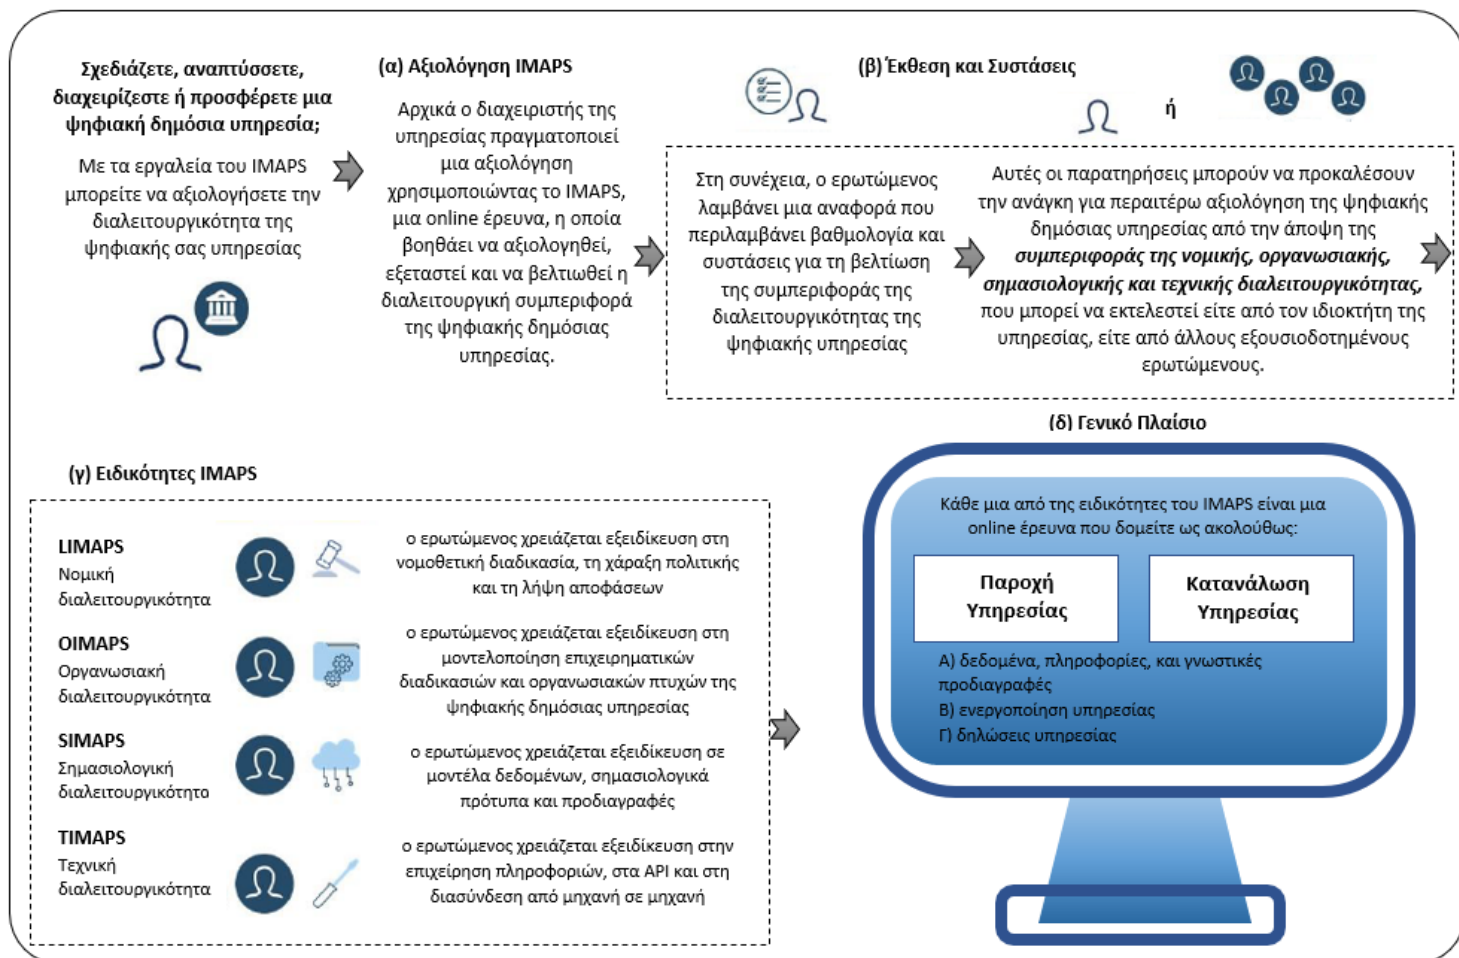 Σχεδιάζετε, αναπτύσσετε,
διαχειρίζεστε ή προσφέρετε μια
ψηφιακή δημόσια υπηρεσία;
Με τα εργαλεία του IMAPS
μπορείτε να αξιολογήσετε την
διαλειτουργικότητα της
ψηφιακής σας υπηρεσίας
(α) Αξιολόγηση IMAPS
Αρχικά ο διαχειριστής της
υπηρεσίας πραγματοποιεί
μια αξιολόγηση
χρησιμοποιώντας το IMAPS,
μια online έρευνα, η οποία
βοηθάει να αξιολογηθεί,
εξεταστεί και να βελτιωθεί η
διαλειτουργική συμπεριφορά
της ψηφιακής δημόσιας
υπηρεσίας.
(β) Έκθεση και Συστάσεις
ή
Στη συνέχεια, ο ερωτώμενος
λαμβάνει μια αναφορά που
περιλαμβάνει βαθμολογία και
συστάσεις για τη βελτίωση
της συμπεριφοράς της
διαλειτουργικότητας της
ψηφιακής υπηρεσίας
Αυτές οι παρατηρήσεις μπορούν να προκαλέσουν
την ανάγκη για περαιτέρω αξιολόγηση της ψηφιακής
δημόσιας υπηρεσίας από την άποψη της
συμπεριφοράς της νομικής, οργανωσιακής,
σημασιολογικής και τεχνικής διαλειτουργικότητας,
που μπορεί να εκτελεστεί είτε από τον ιδιοκτήτη της
υπηρεσίας, είτε από άλλους εξουσιοδοτημένους
ερωτώμενους.
(γ) Ειδικότητες IMAPS
LIMAPS
Νομική
διαλειτουργικότητα
ο ερωτώμενος χρειάζεται εξειδίκευση στη
νομοθετική διαδικασία, τη χάραξη πολιτικής
και τη λήψη αποφάσεων
OIMAPS
Οργανωσιακή
διαλειτουργικότητα
ο ερωτώμενος χρειάζεται εξειδίκευση στη
μοντελοποίηση επιχειρηματικών
διαδικασιών και οργανωσιακών πτυχών της
ψηφιακής δημόσιας υπηρεσίας
SIMAPS
Σημασιολογική
διαλειτουργικότητα
ο ερωτώμενος χρειάζεται εξειδίκευση σε
μοντέλα δεδομένων, σημασιολογικά
πρότυπα και προδιαγραφές
TIMAPS
Τεχνική
διαλειτουργικότητα
ο ερωτώμενος χρειάζεται εξειδίκευση στην
επιχείρηση πληροφοριών, στα API και στη
διασύνδεση από μηχανή σε μηχανή
(δ) Γενικό Πλαίσιο
Κάθε μια από της ειδικότητες του IMAPS είναι μια
online έρευνα που δομείτε ως ακολούθως:
Παροχή
Υπηρεσίας
Κατανάλωση
Υπηρεσίας
Α) δεδομένα, πληροφορίες, και γνωστικές
προδιαγραφές
Β) ενεργοποίηση υπηρεσίας
Γ) δηλώσεις υπηρεσίας